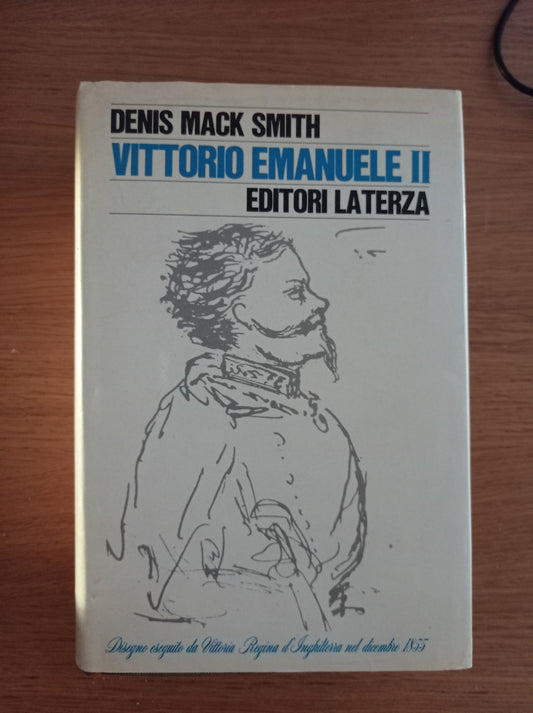 DENIS MACK SMITH
VITTORIO EMANUELE II
EDITORI LATERZA
Disegno eseguito da Vittoria Regina d'Inghilterra nel dicembre 1855